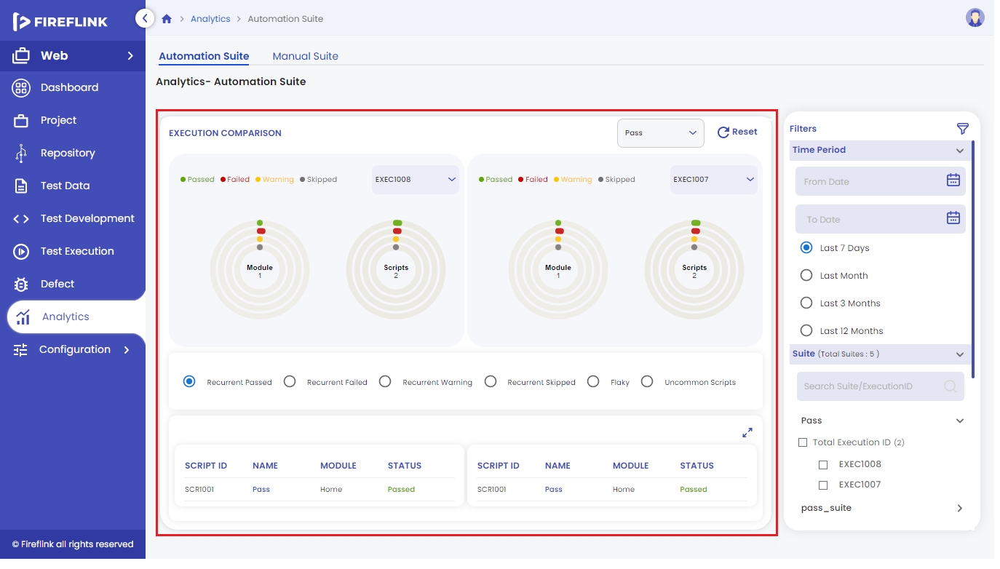 FIREFLINK
Web
Dashboard
Project
Repository
Test Data
Test Development
Test Execution
Defect
Analytics
Configuration
© Fireflink all rights reserved
Analytics Automation Suite
Automation Suite Manual Suite
Analytics- Automation Suite
EXECUTION COMPARISON Pass Reset
Passed Failed Warning Skipped EXEC1008
Module
1
Scripts
2
Passed Failed Warning Skipped EXEC1007
Module
1
Scripts
2
Recurrent Passed Recurrent Failed Recurrent Warning Recurrent Skipped Flaky Uncommon Scripts
SCRIPT ID NAME MODULE STATUS
SCR1001 Pass Home Passed
SCRIPT ID NAME MODULE STATUS
SCR1001 Pass Home Passed
Filters
Time Period
From Date
To Date
Last 7 Days
Last Month
Last 3 Months
Last 12 Months
Suite (Total Suites : 5 )
Search Suite/ExecutionID
Pass
Total Execution ID (2)
EXEC1008
EXEC1007
pass_suite